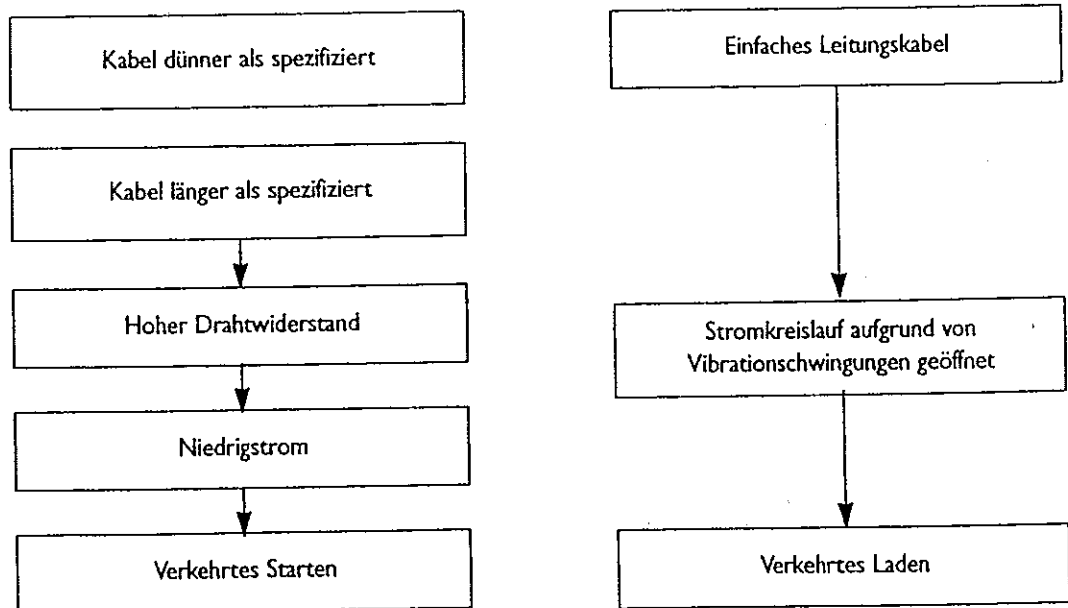 Kabel dünner als spezifiziert
Kabel länger als spezifiziert
Hoher Drahtwiderstand
Niedrigstrom
Verkehrtes Starten
Einfaches Leitungskabel
Stromkreislauf aufgrund von
Vibrationschwingungen geöffnet
Verkehrtes Laden